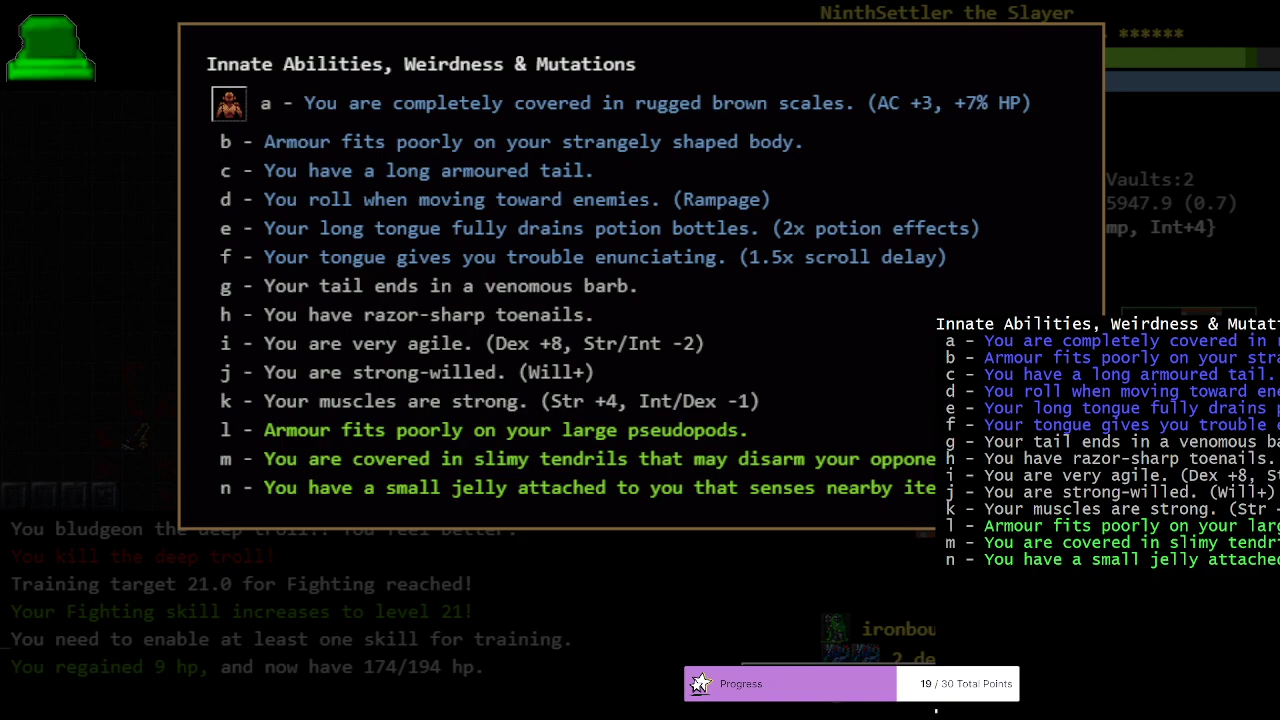 NinthSettler the Slayer
. ******
Innate Abilities, Weirdness & Mutations
a - You are completely covered in rugged brown scales. (AC +3, +7% HP)
b - Armour fits poorly on your strangely shaped body.
c - You have a long armoured tail.
d - You roll when moving toward enemies. (Rampage)
e - Your long tongue fully drains potion bottles. (2x potion effects)
f - Your tongue gives you trouble enunciating. (1.5x scroll delay)
g - Your tail ends in a venomous barb.
h - You have razor-sharp toenails.
i - You are very agile. (Dex +8, Str/Int -2)
j - You are strong-willed. (Will+)
k - Your muscles are strong. (Str +4, Int/Dex -1)
l - Armour fits poorly on your large pseudopods.
m - You are covered in slimy tendrils that may disarm your oppone
n - You have a small jelly attached to you that senses nearby ite
Vaults:2
5947.9 (0.7)
mp, Int+4}
Innate Abilities, Weirdness & Mutati
a - You are completely covered in r
b - Armour fits poorly on your stra
c - You have a long armoured tail.
d - You roll when moving toward ene
e - Your long tongue fully drains p
f - Your tongue gives you trouble e
g - Your tail ends in a venomous ba
h - You have razor-sharp toenails.
i - You are very agile. (Dex +8, St
j - You are strong-willed. (Will+)
k - Your muscles are strong. (Str -
l - Armour fits poorly on your larg
m - You are covered in slimy tendri
n - You have a small jelly attached
You bludgeon the deep troll!! You feel better.
You kill the deep troll!
Training target 21.0 for Fighting reached!
Your Fighting skill increases to level 21!
_You need to enable at least one skill for training.
You regained 9 hp, and now have 174/194 hp.
ironbou
2 de
Progress
19 / 30 Total Points